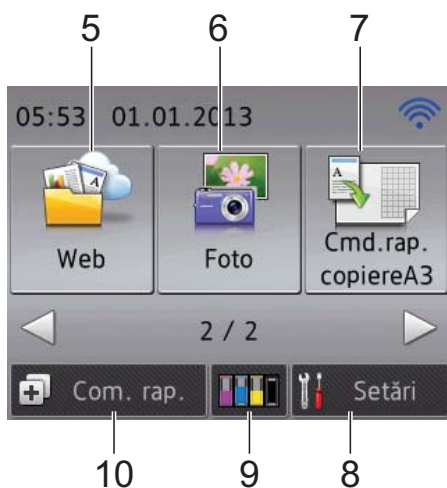 5 6 7
05:53 01.01.2013
Web Foto Cmd.rap.
copiereA3
2 / 2
Com. rap. Setări
10 9 8